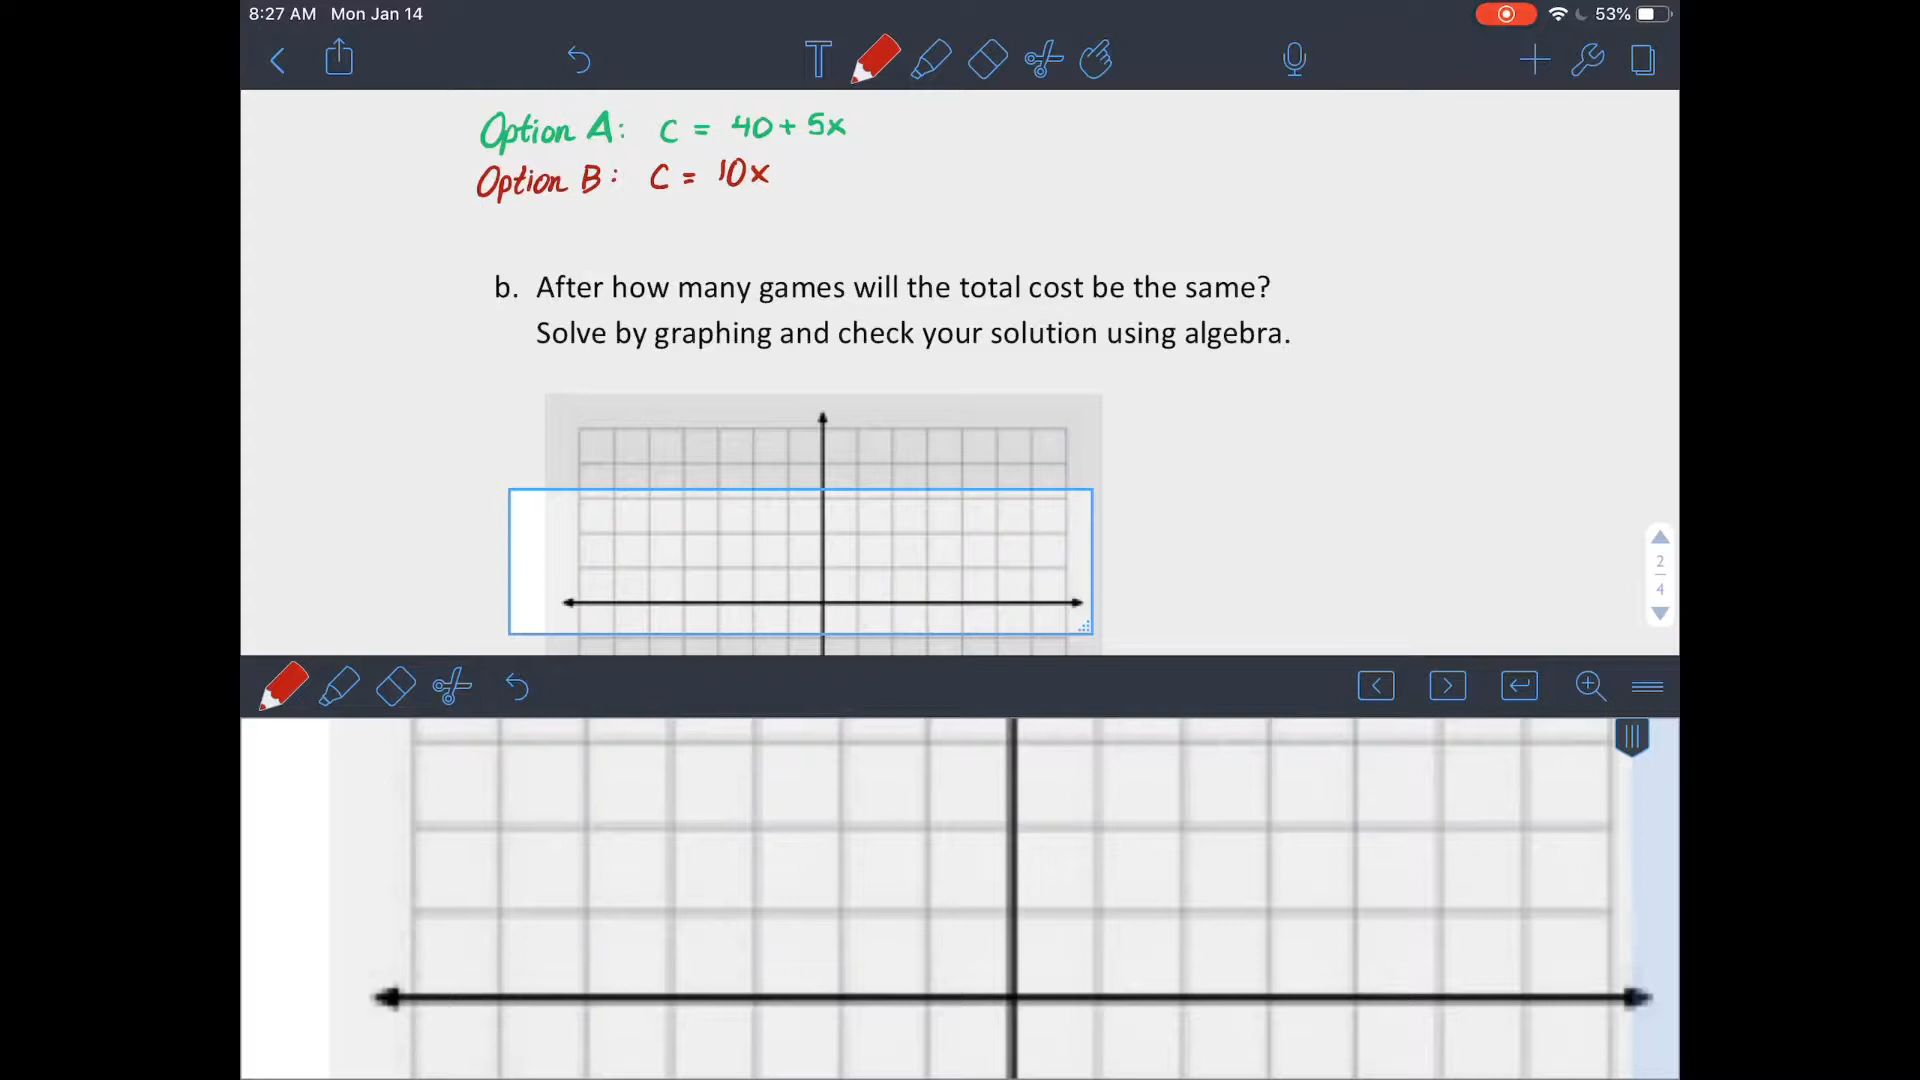 8:27 AM Mon Jan 14
53%
T
Option A: C = 40 + 5x
Option B: C = 10x
b. After how many games will the total cost be the same?
Solve by graphing and check your solution using algebra.
2
4